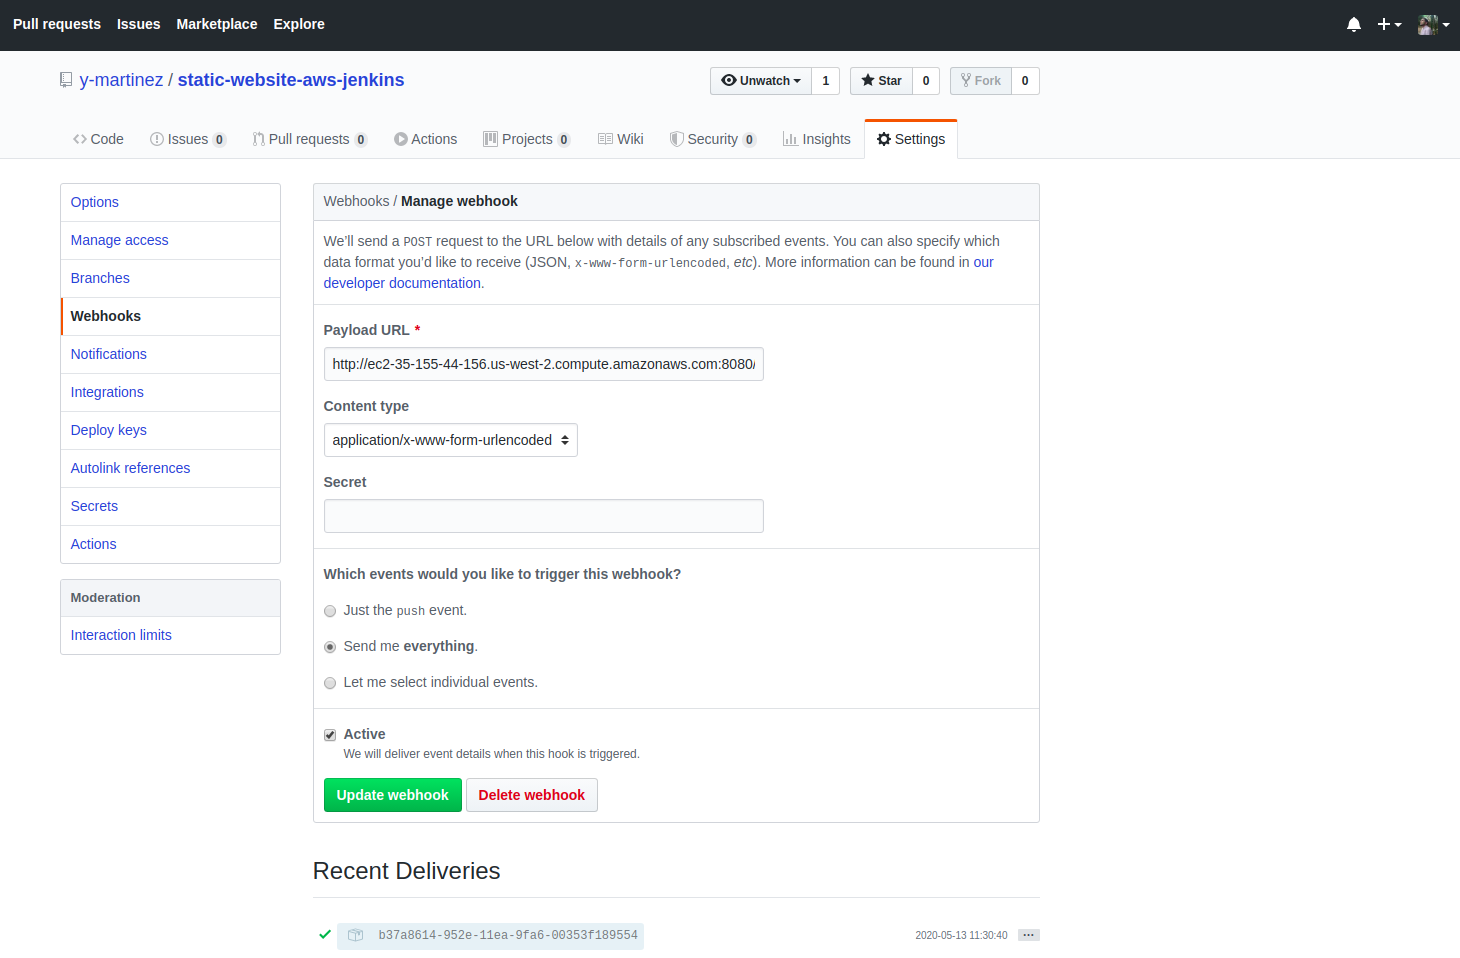 Pull requests Issues Marketplace Explore
y-martinez / static-website-aws-jenkins
Unwatch 1 Star 0 Fork 0
Code Issues 0 Pull requests 0 Actions Projects 0 Wiki Security 0 Insights Settings
Options
Manage access
Branches
Webhooks
Notifications
Integrations
Deploy keys
Autolink references
Secrets
Actions
Moderation
Interaction limits
Webhooks / Manage webhook
We’ll send a POST request to the URL below with details of any subscribed events. You can also specify which
data format you’d like to receive (JSON, x-www-form-urlencoded, etc). More information can be found in our
developer documentation.
Payload URL *
http://ec2-35-155-44-156.us-west-2.compute.amazonaws.com:8080/
Content type
application/x-www-form-urlencoded
Secret
Which events would you like to trigger this webhook?
Just the push event.
Send me everything.
Let me select individual events.
Active
We will deliver event details when this hook is triggered.
Update webhook Delete webhook
Recent Deliveries
b37a8614-952e-11ea-9fa6-00353f189554 2020-05-13 11:30:40